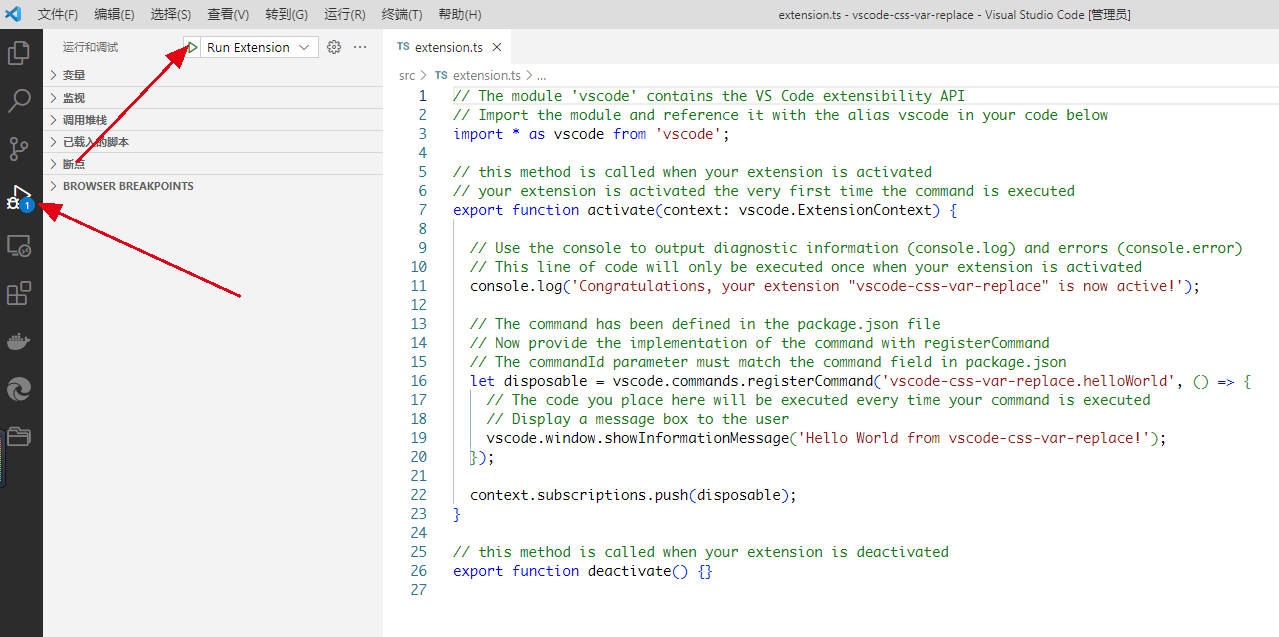 文件(F) 编辑(E) 选择(S) 查看(V) 转到(G) 运行(R) 终端(T) 帮助(H) extension.ts - vscode-css-var-replace - Visual Studio Code [管理员]
运行和调试 Run Extension ···
变量
监视
调用堆栈
已载入的脚本
断点
BROWSER BREAKPOINTS
1
TS extension.ts ×
src > TS extension.ts > ...
1 // The module 'vscode' contains the VS Code extensibility API
2 // Import the module and reference it with the alias vscode in your code below
3 import * as vscode from 'vscode';
4
5 // this method is called when your extension is activated
6 // your extension is activated the very first time the command is executed
7 export function activate(context: vscode.ExtensionContext) {
8
9 // Use the console to output diagnostic information (console.log) and errors (console.error)
10 // This line of code will only be executed once when your extension is activated
11 console.log('Congratulations, your extension "vscode-css-var-replace" is now active!');
12
13 // The command has been defined in the package.json file
14 // Now provide the implementation of the command with registerCommand
15 // The commandId parameter must match the command field in package.json
16 let disposable = vscode.commands.registerCommand('vscode-css-var-replace.helloWorld', () => {
17 // The code you place here will be executed every time your command is executed
18 // Display a message box to the user
19 vscode.window.showInformationMessage('Hello World from vscode-css-var-replace!');
20 });
21
22 context.subscriptions.push(disposable);
23 }
24
25 // this method is called when your extension is deactivated
26 export function deactivate() {}
27